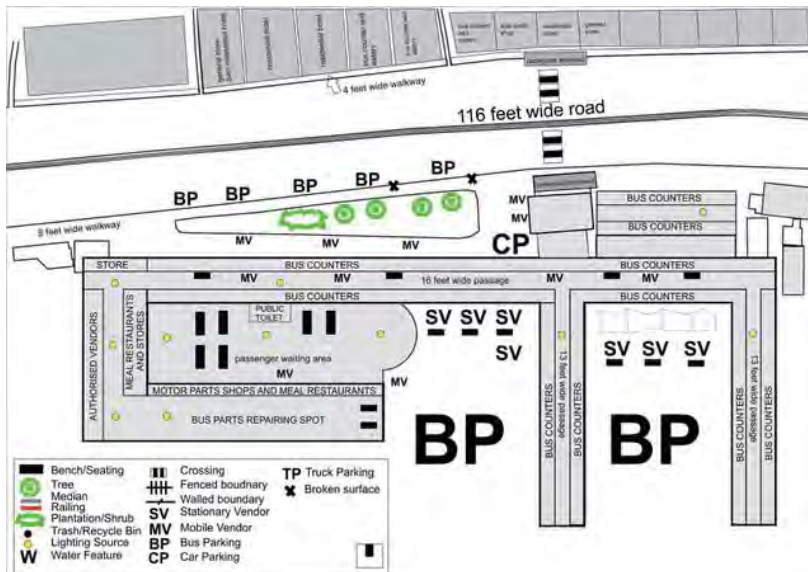 4 feet wide walkway
116 feet wide road
BP
BP
BP
BP
BP
8 feet wide walkway
MV
MV
MV
MV
MV
CP
BUS COUNTERS
BUS COUNTERS
STORE
BUS COUNTERS
BUS COUNTERS
MV
MV
16 feet wide passage
MV
MV
BUS COUNTERS
BUS COUNTERS
AUTHORISED VENDORS
MEAL RESTAURANTS
AND STORES
PUBLIC
TOILET
passenger waiting area
MV
MV
MOTOR PARTS SHOPS AND MEAL RESTAURANTS
BUS PARTS REPAIRING SPOT
SV SV SV
SV
SV SV SV
BP
BP
BUS COUNTERS
13 feet wide passage
BUS COUNTERS
BUS COUNTERS
13 feet wide passage
BUS COUNTERS
Bench/Seating
Tree
Median
Railing
Plantation/Shrub
Trash/Recycle Bin
Lighting Source
W Water Feature
Crossing
Fenced boudnary
Walled boundary
SV Stationary Vendor
MV Mobile Vendor
BP Bus Parking
CP Car Parking
TP Truck Parking
Broken surface